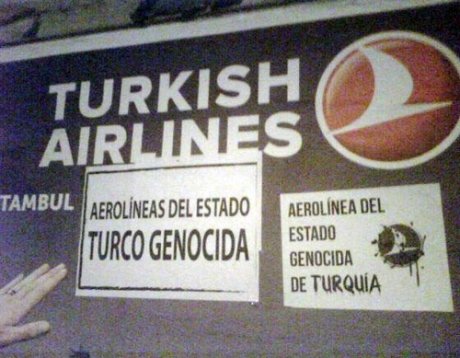 TURKISH
AIRLINES
TAMBUL
AEROLÍNEAS DEL ESTADO
TURCO GENOCIDA
AEROLÍNEA DEL
ESTADO
GENOCIDA
DE TURQUÍA